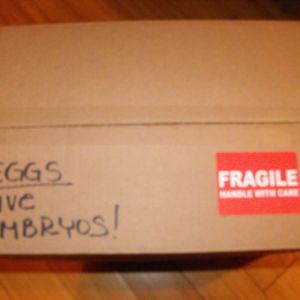 EGGS
ive
MBRYOS!
FRAGILE
HANDLE WITH CARE